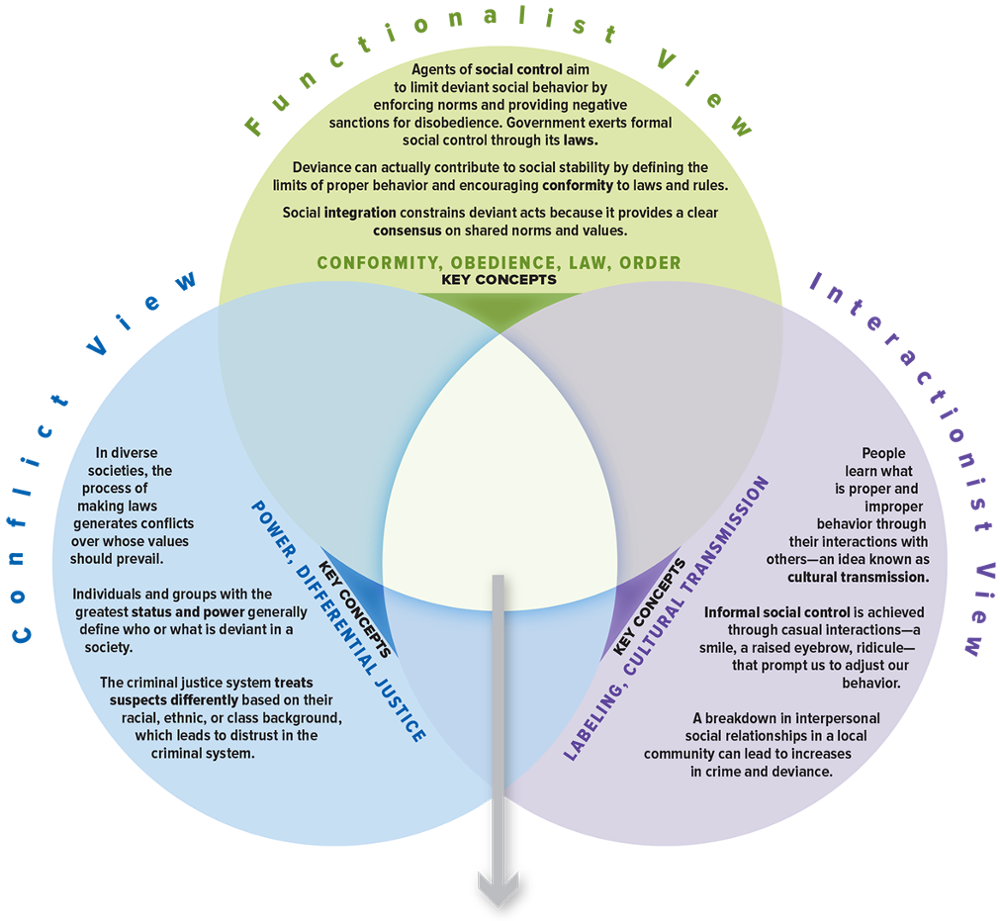 Functionalist View
Agents of social control aim
to limit deviant social behavior by
enforcing norms and providing negative
sanctions for disobedience. Government exerts formal
social control through its laws.
Deviance can actually contribute to social stability by defining the
limits of proper behavior and encouraging conformity to laws and rules.
Social integration constrains deviant acts because it provides a clear
consensus on shared norms and values.
CONFORMITY, OBEDIENCE, LAW, ORDER
KEY CONCEPTS
Conflict View
In diverse
societies, the
process of
making laws
generates conflicts
over whose values
should prevail.
Individuals and groups with the
greatest status and power generally
define who or what is deviant in a
society.
The criminal justice system treats
suspects differently based on their
racial, ethnic, or class background,
which leads to distrust in the
criminal system.
POWER, DIFFERENTIAL JUSTICE
KEY CONCEPTS
Interactionist View
People
learn what
is proper and
improper
behavior through
their interactions with
others—an idea known as
cultural transmission.
Informal social control is achieved
through casual interactions—a
smile, a raised eyebrow, ridicule—
that prompt us to adjust our
behavior.
A breakdown in interpersonal
social relationships in a local
community can lead to increases
in crime and deviance.
KEY CONCEPTS
LABELING, CULTURAL TRANSMISSION